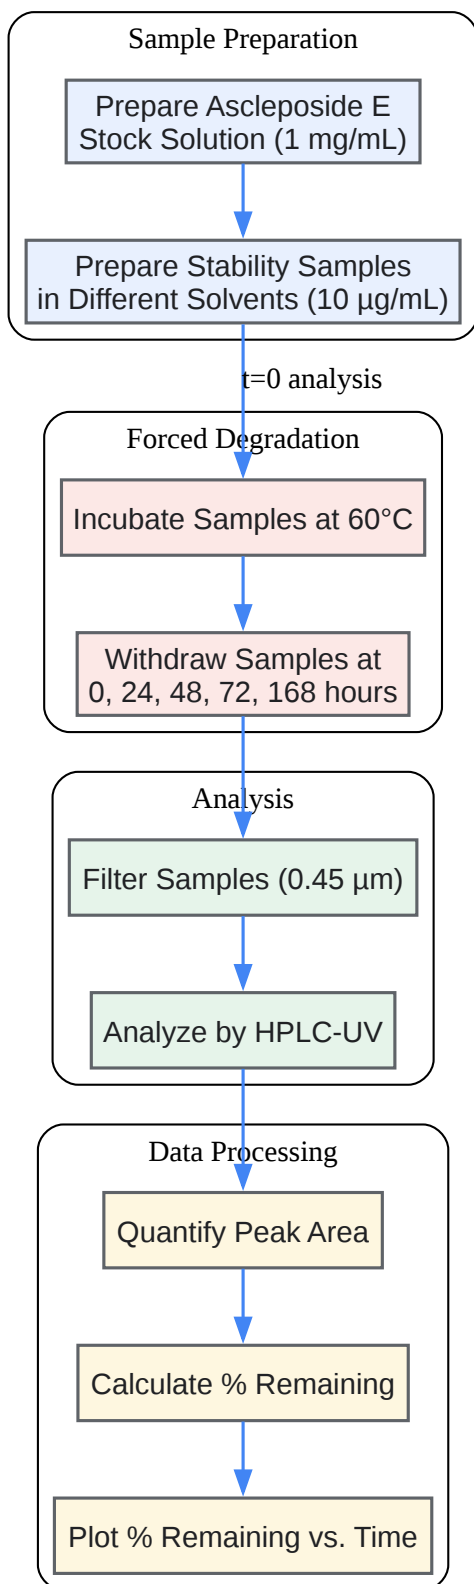 Sample Preparation
Prepare Ascleposide E
Stock Solution (1 mg/mL)
Prepare Stability Samples
in Different Solvents (10 µg/mL)
t=0 analysis
Forced Degradation
Incubate Samples at 60°C
Withdraw Samples at
0, 24, 48, 72, 168 hours
Analysis
Filter Samples (0.45 µm)
Analyze by HPLC-UV
Data Processing
Quantify Peak Area
Calculate % Remaining
Plot % Remaining vs. Time